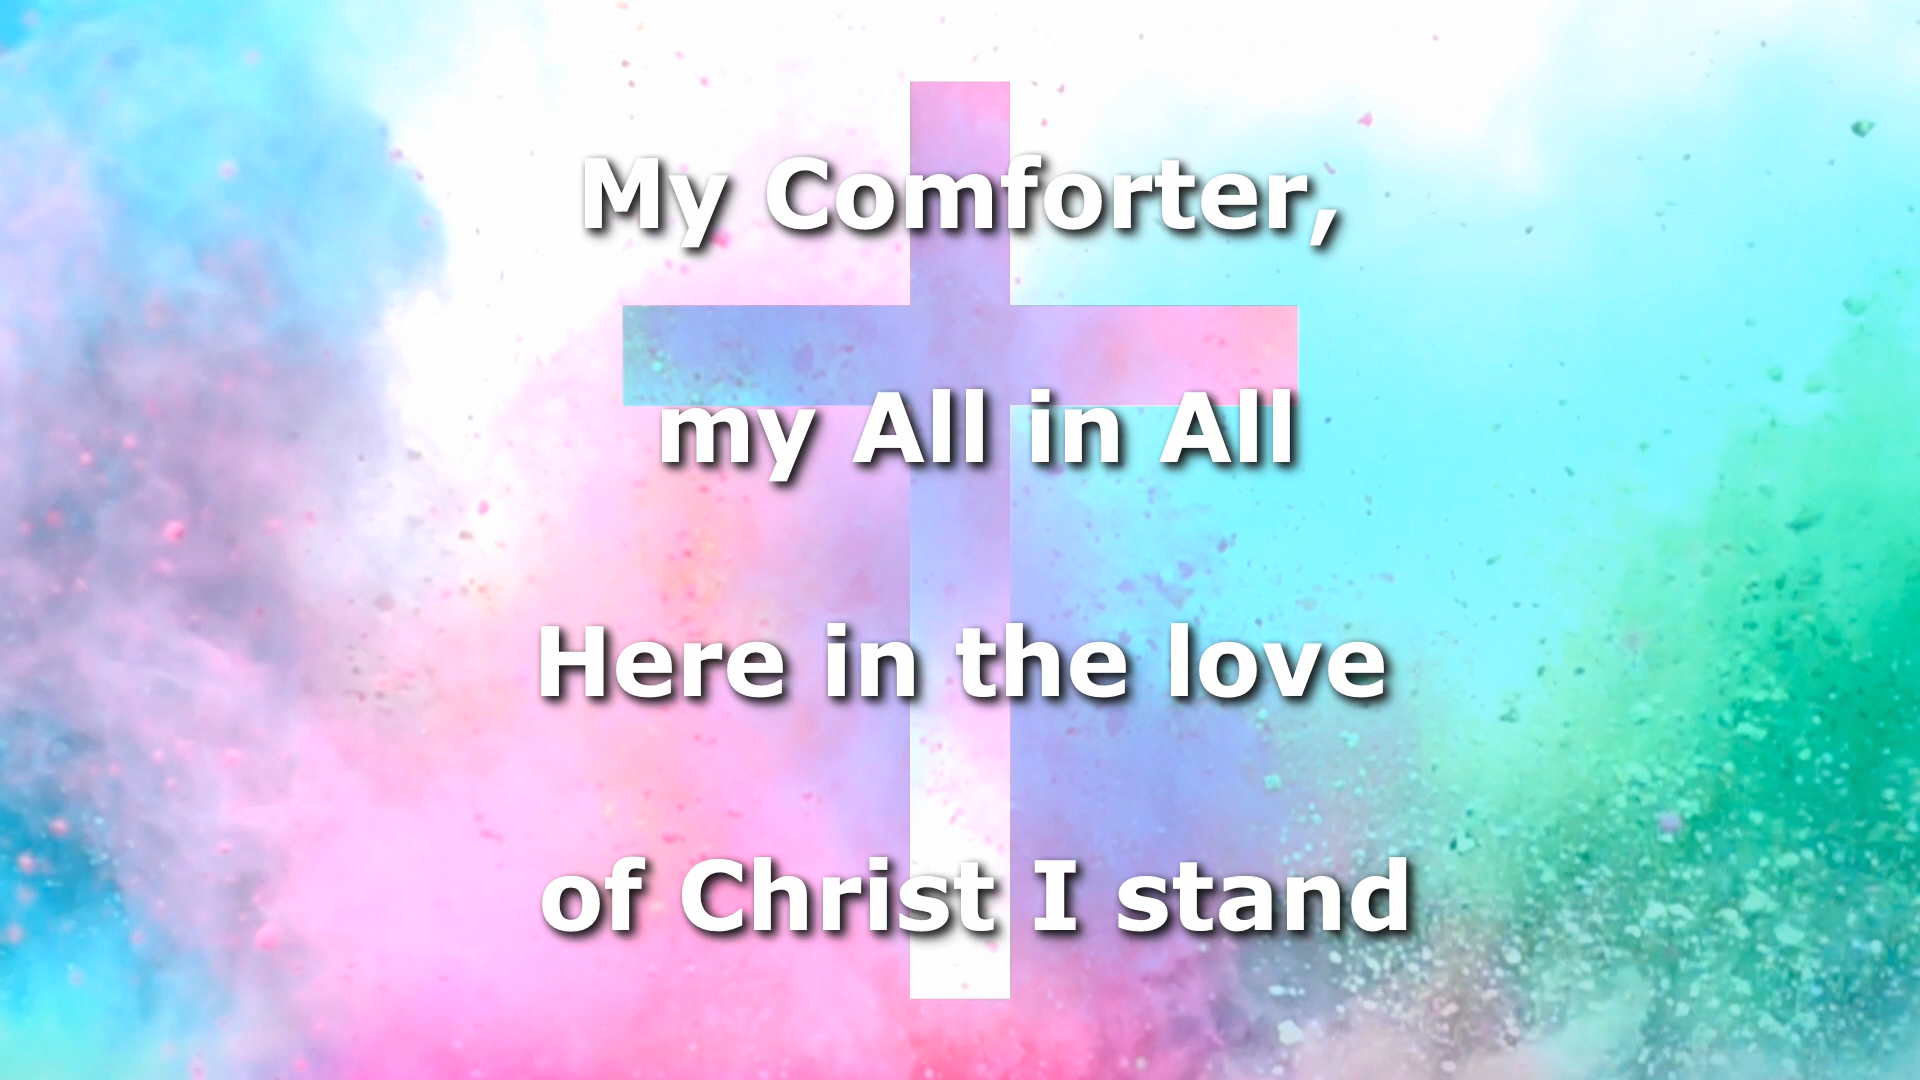 My Comforter,
my All in All
Here in the love
of Christ I stand